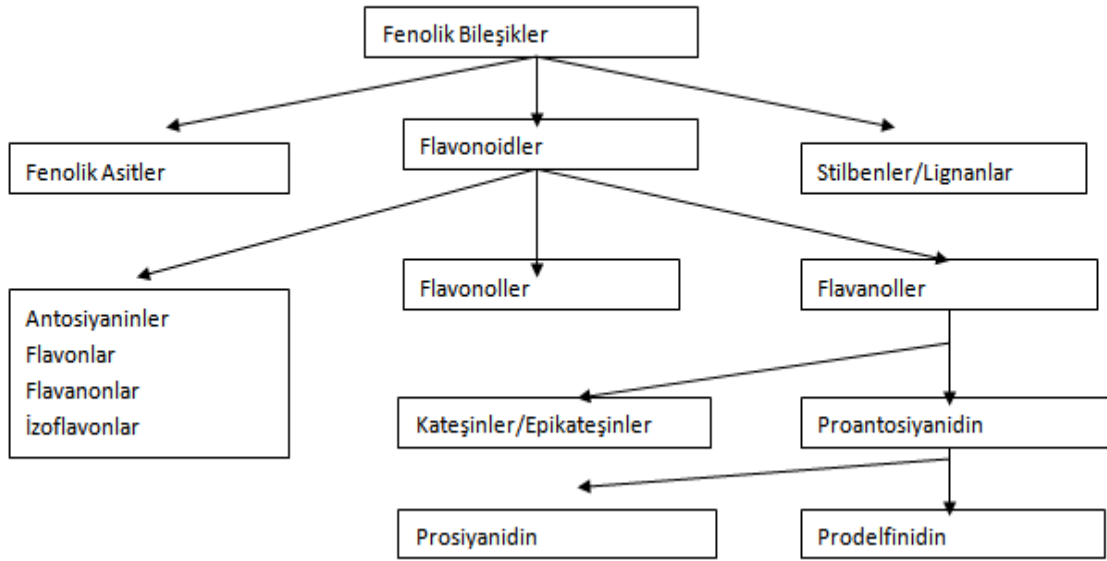 Fenolik Bileşikler
Fenolik Asitler
Flavonoidler
Stilbenler/Lignanlar
Antosiyaninler
Flavonlar
Flavanonlar
İzoflavonlar
Flavonoller
Flavanoller
Kateşinler/Epikateşinler
Proantosiyanidin
Prosiyanidin
Prodelfinidin